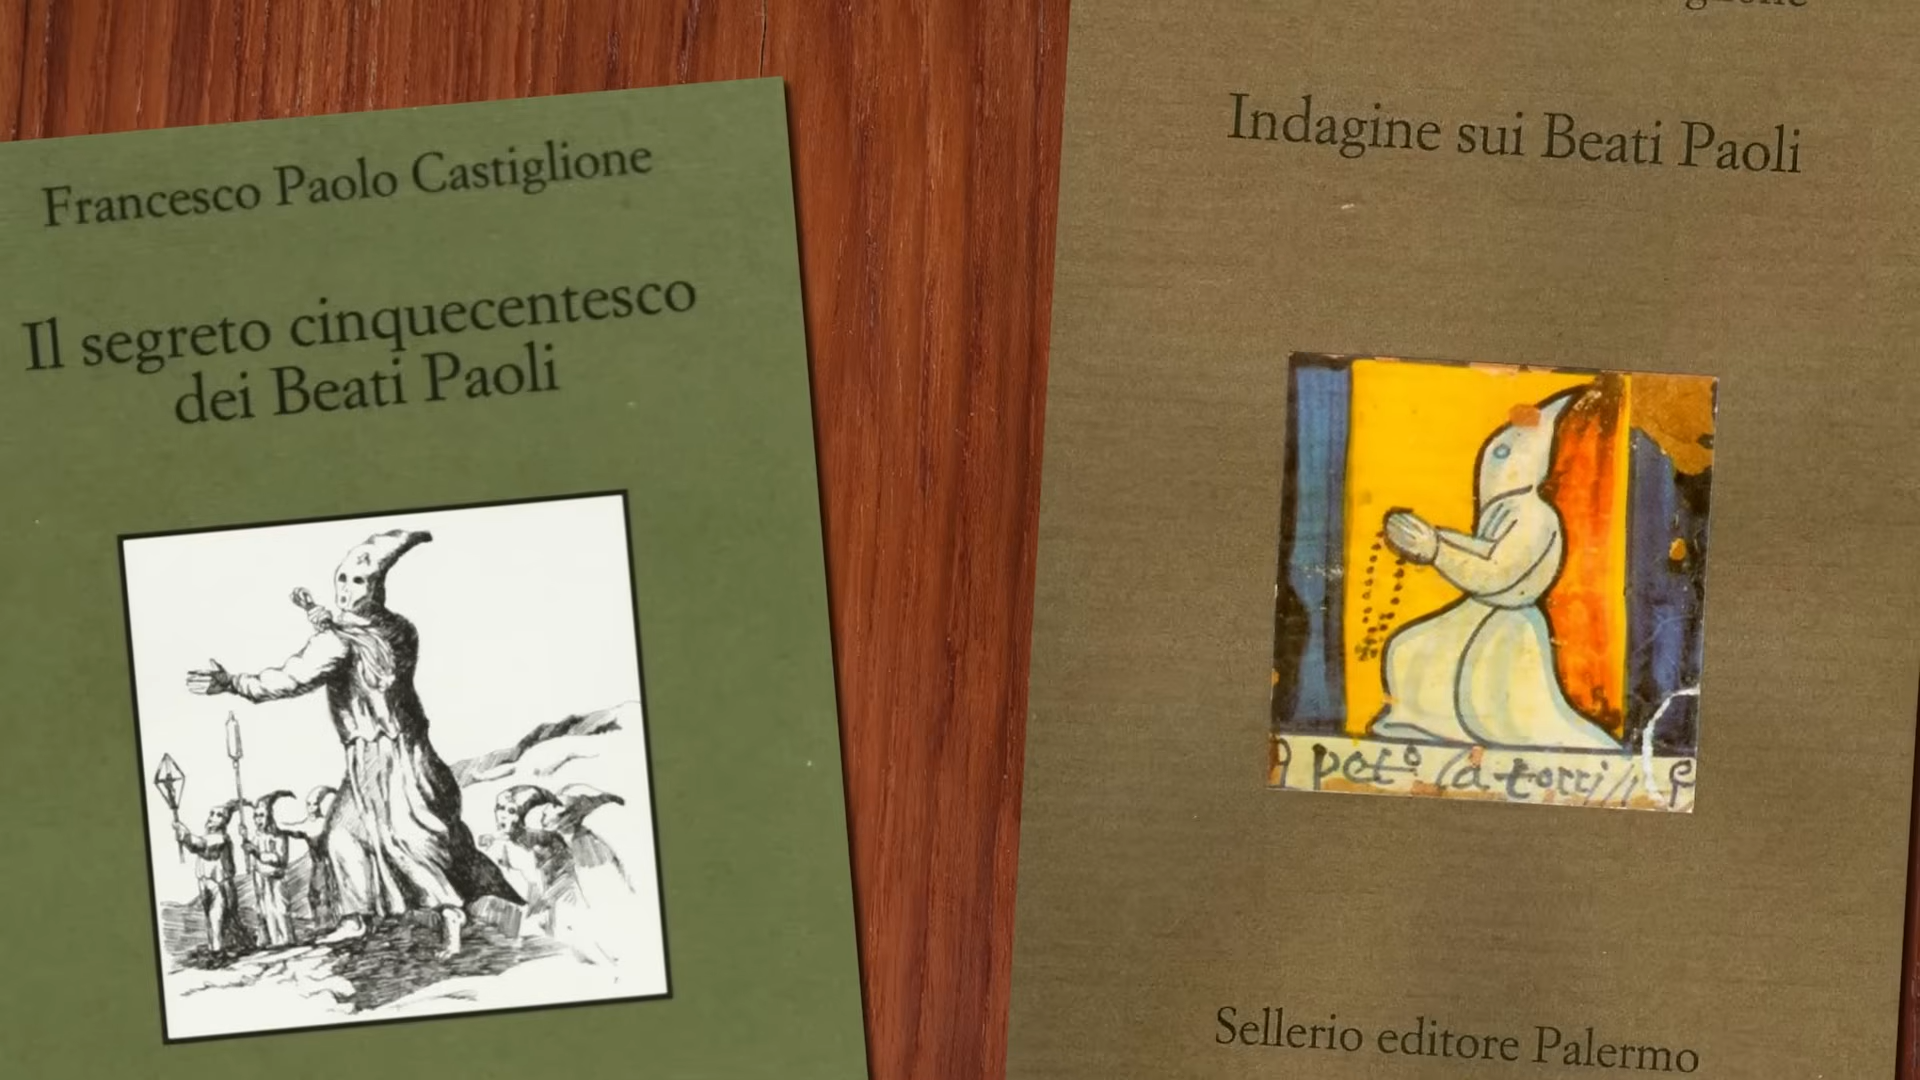 Francesco Paolo Castiglione
Il segreto cinquecentesco
dei Beati Paoli
Indagine sui Beati Paoli
Sellerio editore Palermo